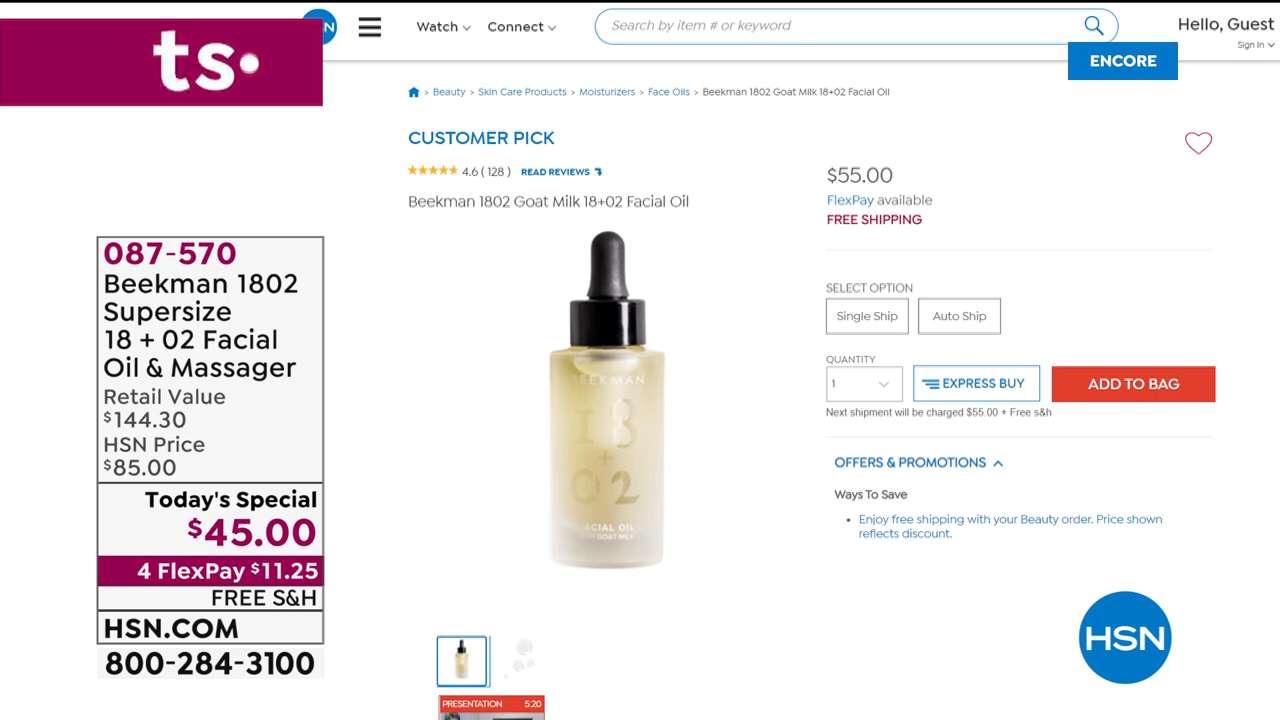 ts.
N
Watch
Connect
Search by item # or keyword
Hello, Guest
Sign In
ENCORE
> Beauty > Skin Care Products > Moisturizers > Face Oils > Beekman 1802 Goat Milk 18+02 Facial Oil
CUSTOMER PICK
4.6 ( 128 ) READ REVIEWS
Beekman 1802 Goat Milk 18+02 Facial Oil
$55.00
FlexPay available
FREE SHIPPING
SELECT OPTION
Single Ship
Auto Ship
QUANTITY
1
EXPRESS BUY
ADD TO BAG
Next shipment will be charged $55.00 + Free s&h
OFFERS & PROMOTIONS
Ways To Save
• Enjoy free shipping with your Beauty order. Price shown
reflects discount.
BEEKMAN
18
+
02
FACIAL OIL
WITH GOAT MILK
087-570
Beekman 1802
Supersize
18 + 02 Facial
Oil & Massager
Retail Value
$144.30
HSN Price
$85.00
Today's Special
$45.00
4 FlexPay $11.25
FREE S&H
HSN.COM
800-284-3100
PRESENTATION 5:20
HSN